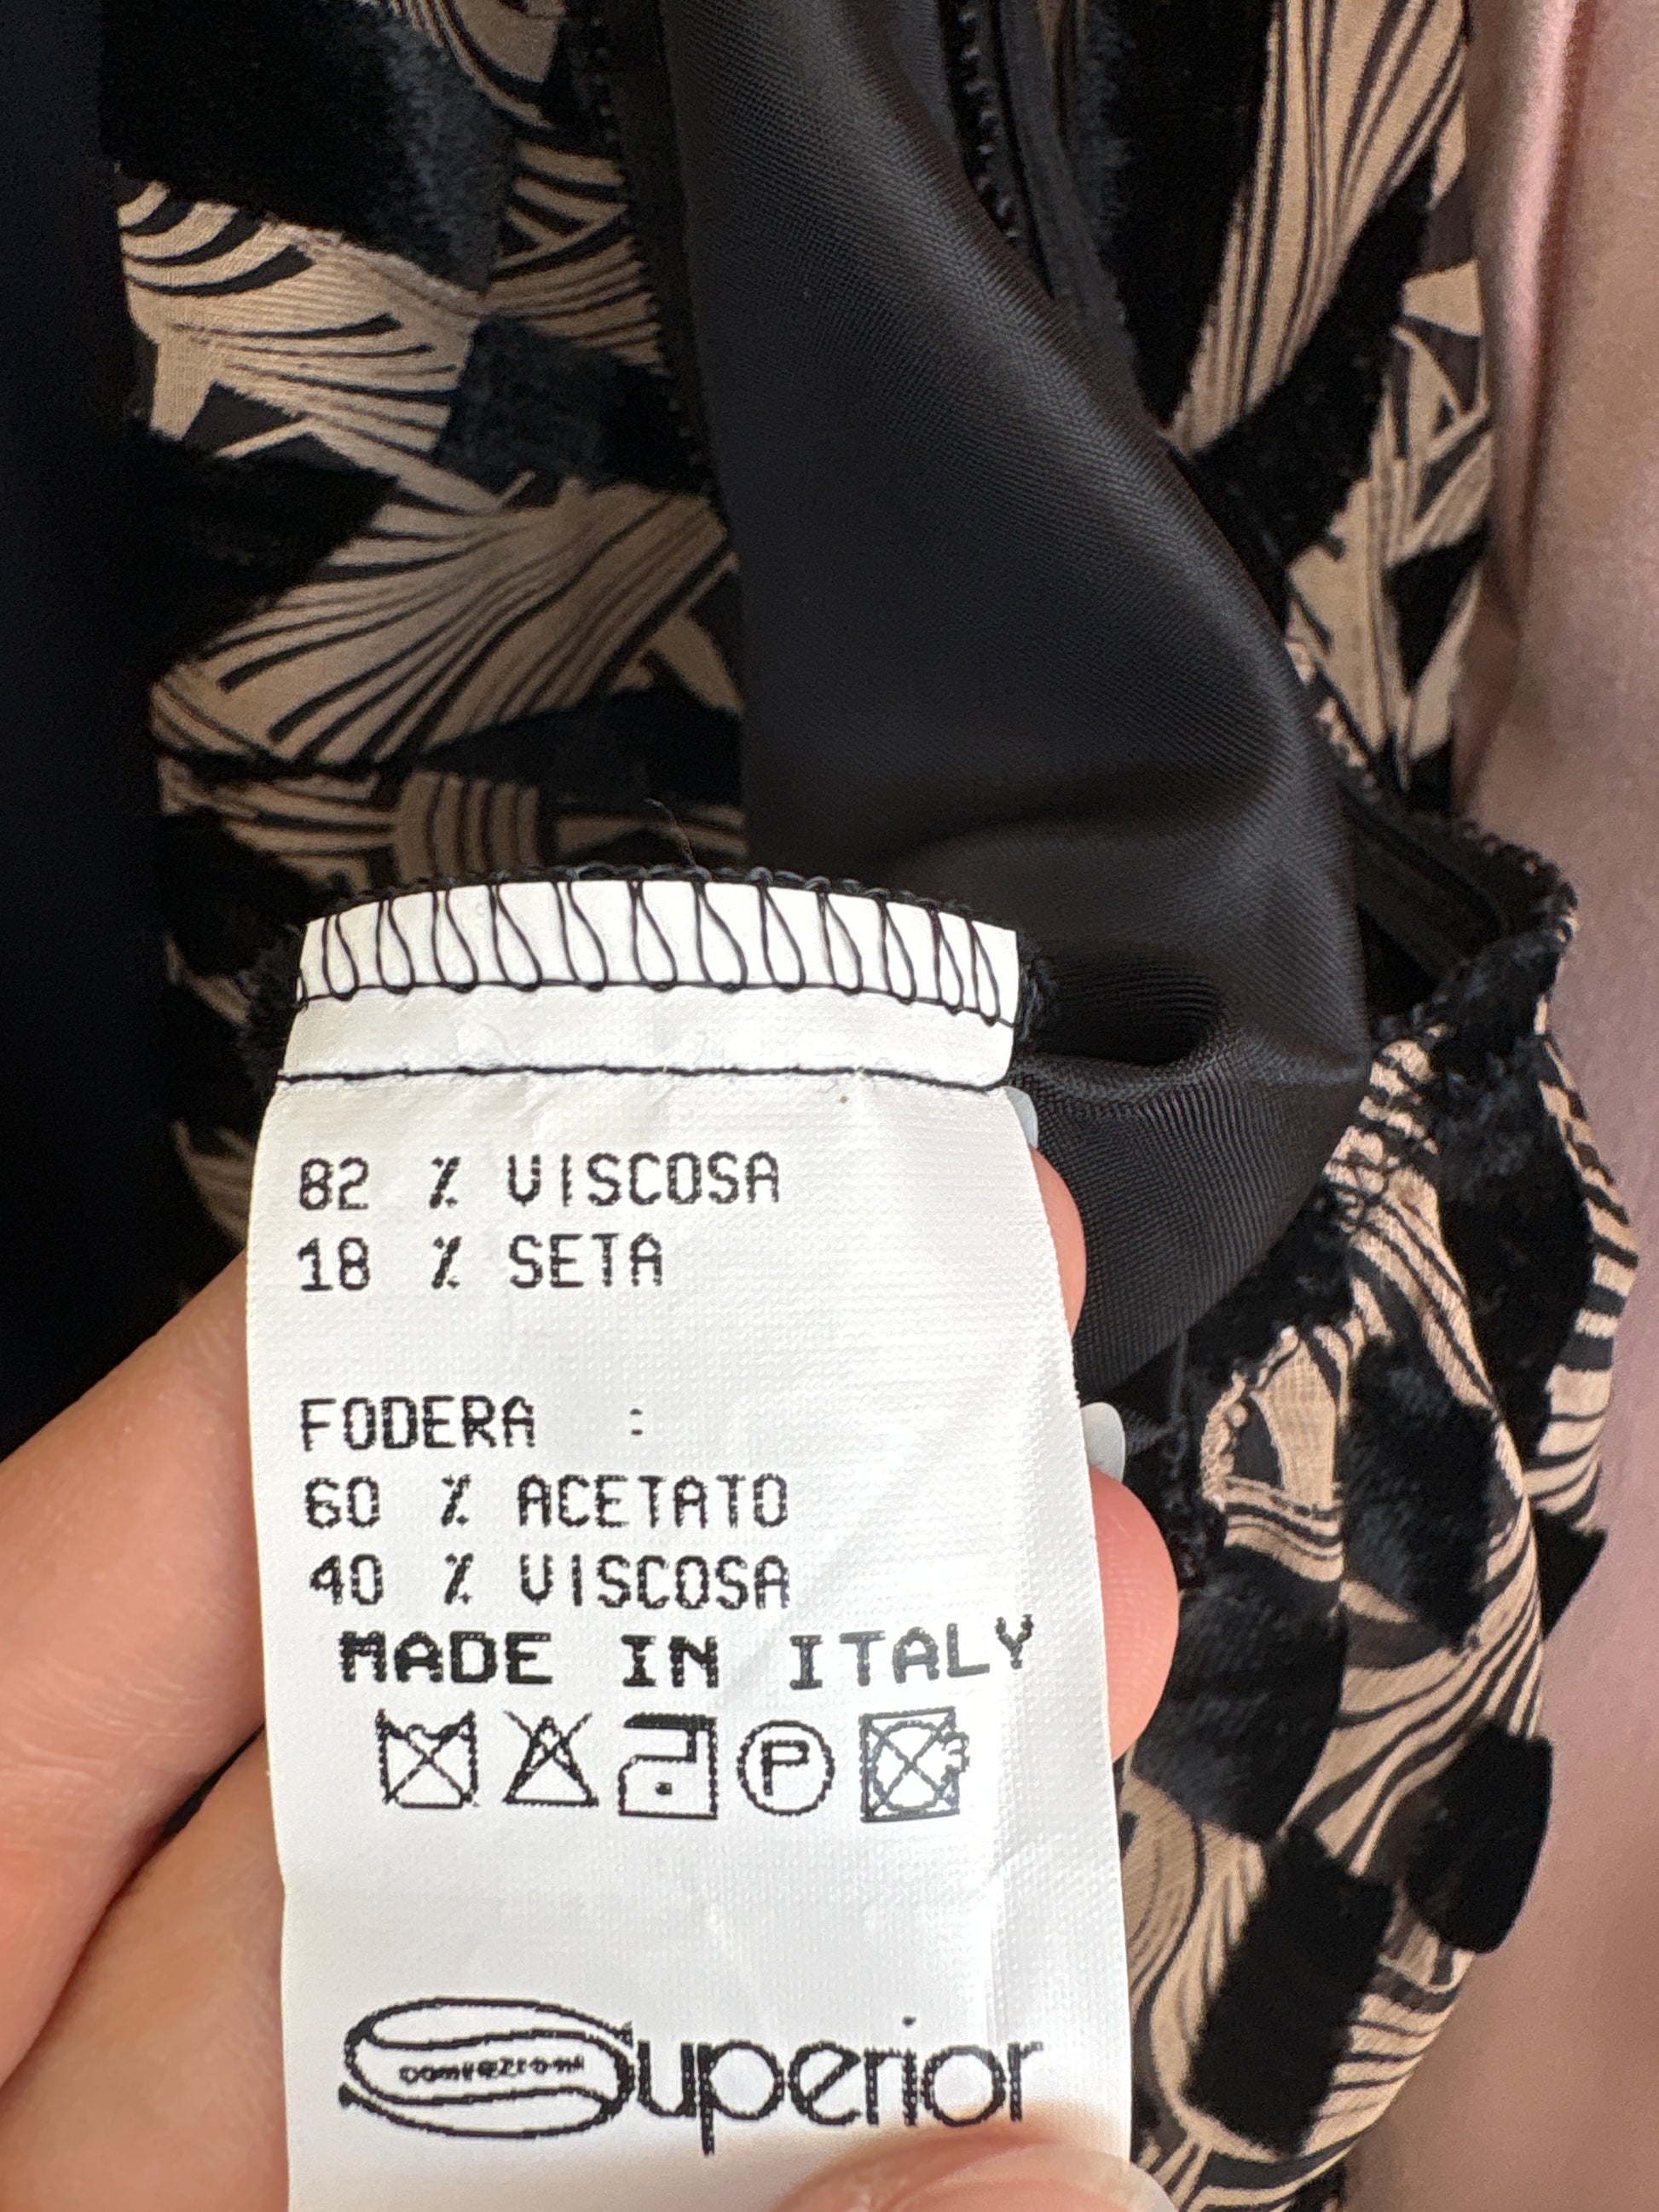 82 % VISCOSA
18 % SETA
FODERA :
60 % ACETATO
40 % VISCOSA
MADE IN ITALY
P
confezioni
Superior